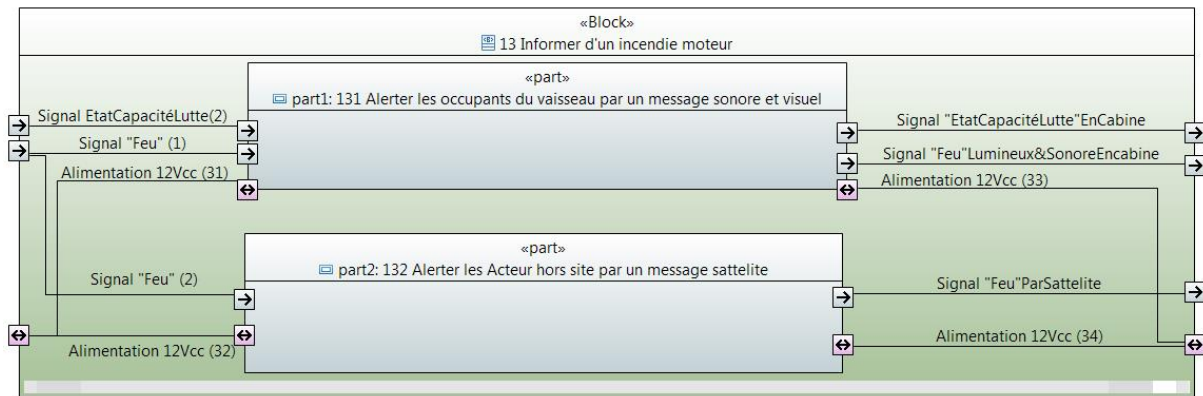 «Block»
13 Informer d'un incendie moteur
«part»
part1: 131 Alerter les occupants du vaisseau par un message sonore et visuel
Signal EtatCapacitéLutte(2)
Signal "Feu" (1)
Alimentation 12Vcc (31)
Signal "EtatCapacitéLutte"EnCabine
Signal "Feu"Lumineux&SonoreEncabine
Alimentation 12Vcc (33)
«part»
part2: 132 Alerter les Acteur hors site par un message sattelite
Signal "Feu" (2)
Alimentation 12Vcc (32)
Signal "Feu"ParSattelite
Alimentation 12Vcc (34)